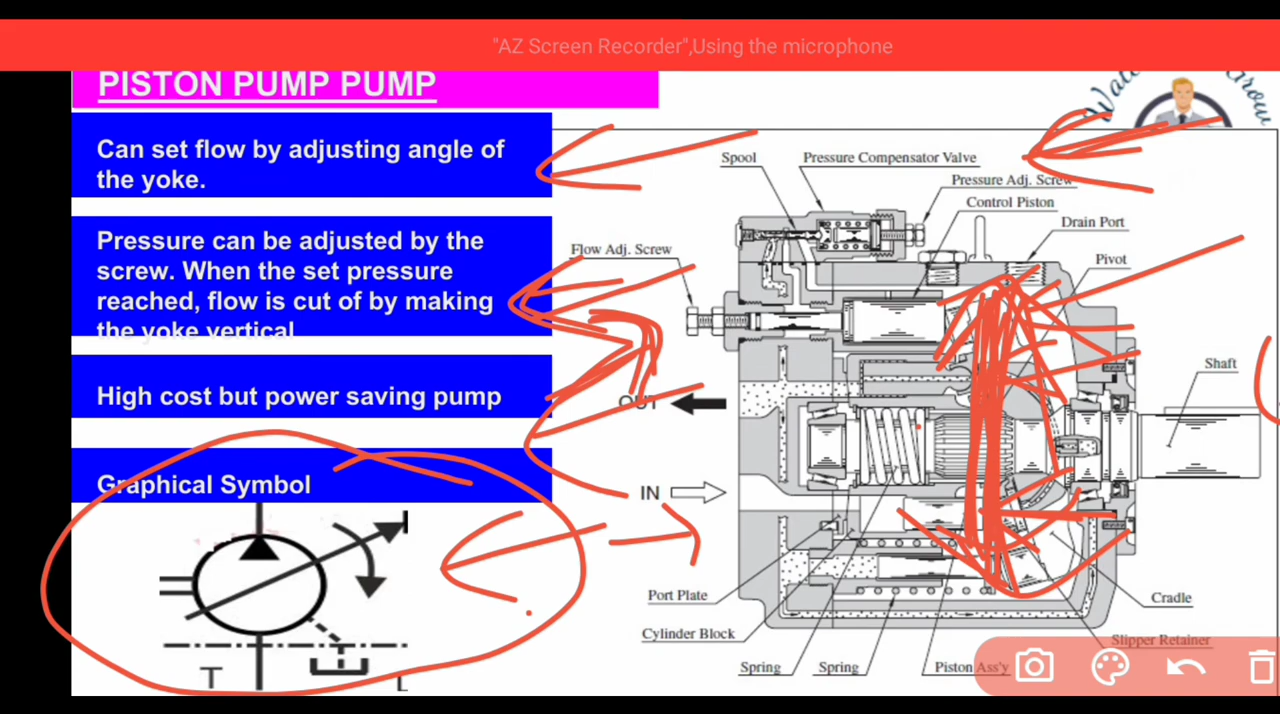 "AZ Screen Recorder",Using the microphone
PISTON PUMP PUMP
Can set flow by adjusting angle of
the yoke.
Pressure can be adjusted by the
screw. When the set pressure
reached, flow is cut of by making
the yoke vertical
High cost but power saving pump
Graphical Symbol
T
L
Spool
Pressure Compensator Valve
Pressure Adj. Screw
Control Piston
Drain Port
Flow Adj. Screw
Pivot
Shaft
OUT
IN
Port Plate
Cradle
Cylinder Block
Slipper Retainer
Spring
Spring
Piston Ass'y